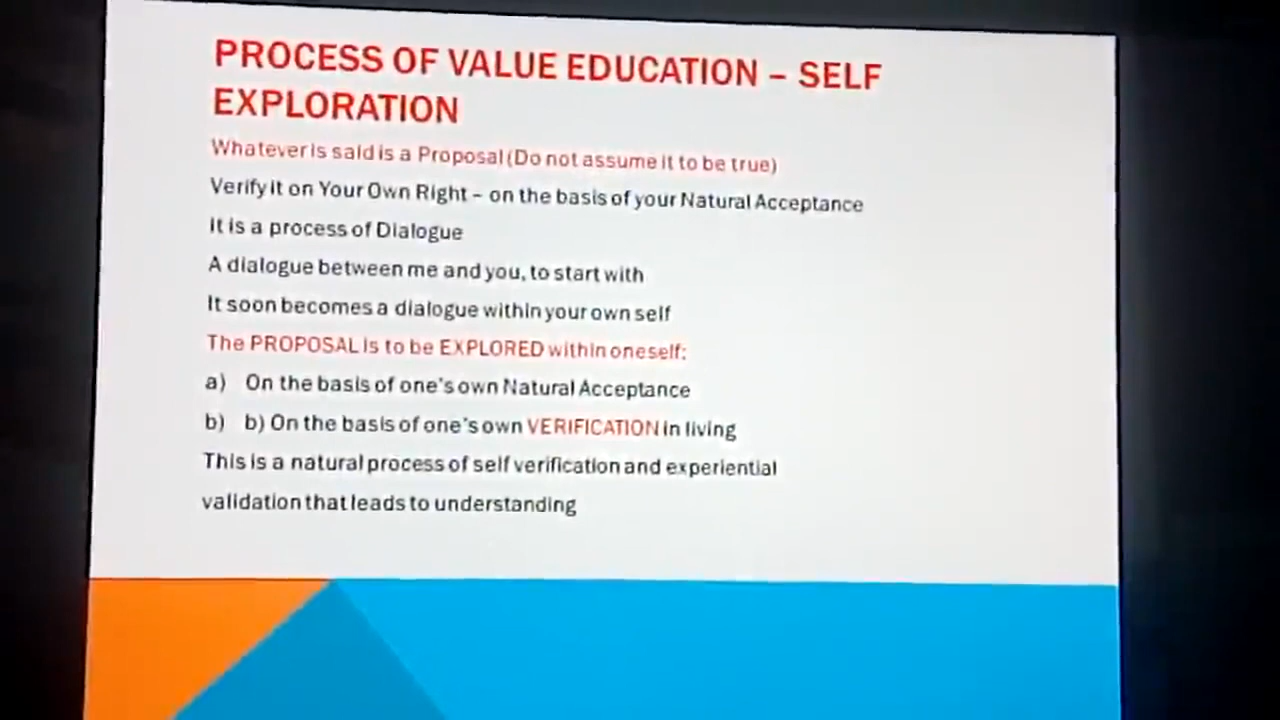 PROCESS OF VALUE EDUCATION – SELF
EXPLORATION
Whatever is said is a Proposal (Do not assume it to be true)
Verify it on Your Own Right – on the basis of your Natural Acceptance
It is a process of Dialogue
A dialogue between me and you, to start with
It soon becomes a dialogue within your own self
The PROPOSAL is to be EXPLORED within oneself:
a) On the basis of one's own Natural Acceptance
b) b) On the basis of one's own VERIFICATION in living
This is a natural process of self verification and experiential
validation that leads to understanding